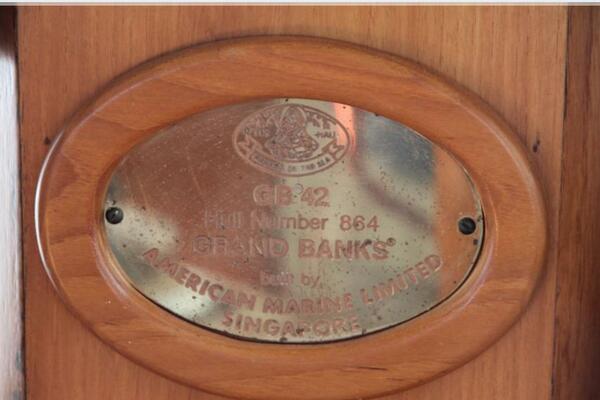 GB 42
Hull Number 864
GRAND BANKS®
built by
AMERICAN MARINE LIMITED
SINGAPORE